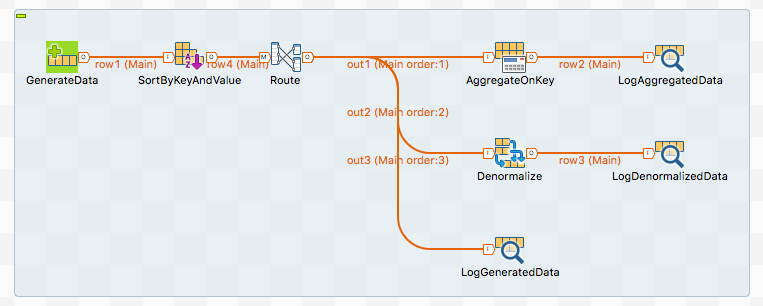 row1 (Main)
row4 (Main)
out1 (Main order:1)
row2 (Main)
GenerateData
SortByKeyAndValue
Route
AggregateOnKey
LogAggregatedData
out2 (Main order:2)
out3 (Main order:3)
row3 (Main)
Denormalize
LogDenormalizedData
LogGeneratedData